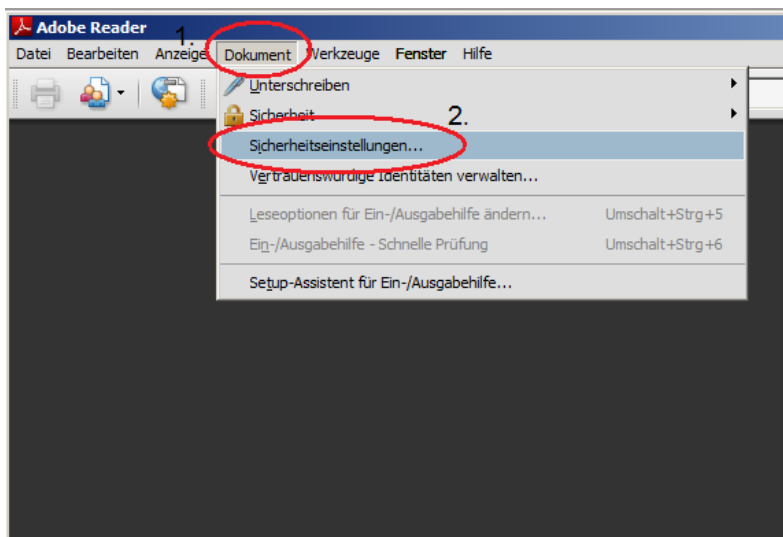 Adobe Reader
1.
Datei Bearbeiten Anzeige Dokument Werkzeuge Fenster Hilfe
Unterschreiben
Sicherheit
2.
Sicherheitseinstellungen...
Vertrauenswürdige Identitäten verwalten...
Leseoptionen für Ein-/Ausgabehilfe ändern... Umschalt+Strg+5
Ein-/Ausgabehilfe - Schnelle Prüfung Umschalt+Strg+6
Setup-Assistent für Ein-/Ausgabehilfe...